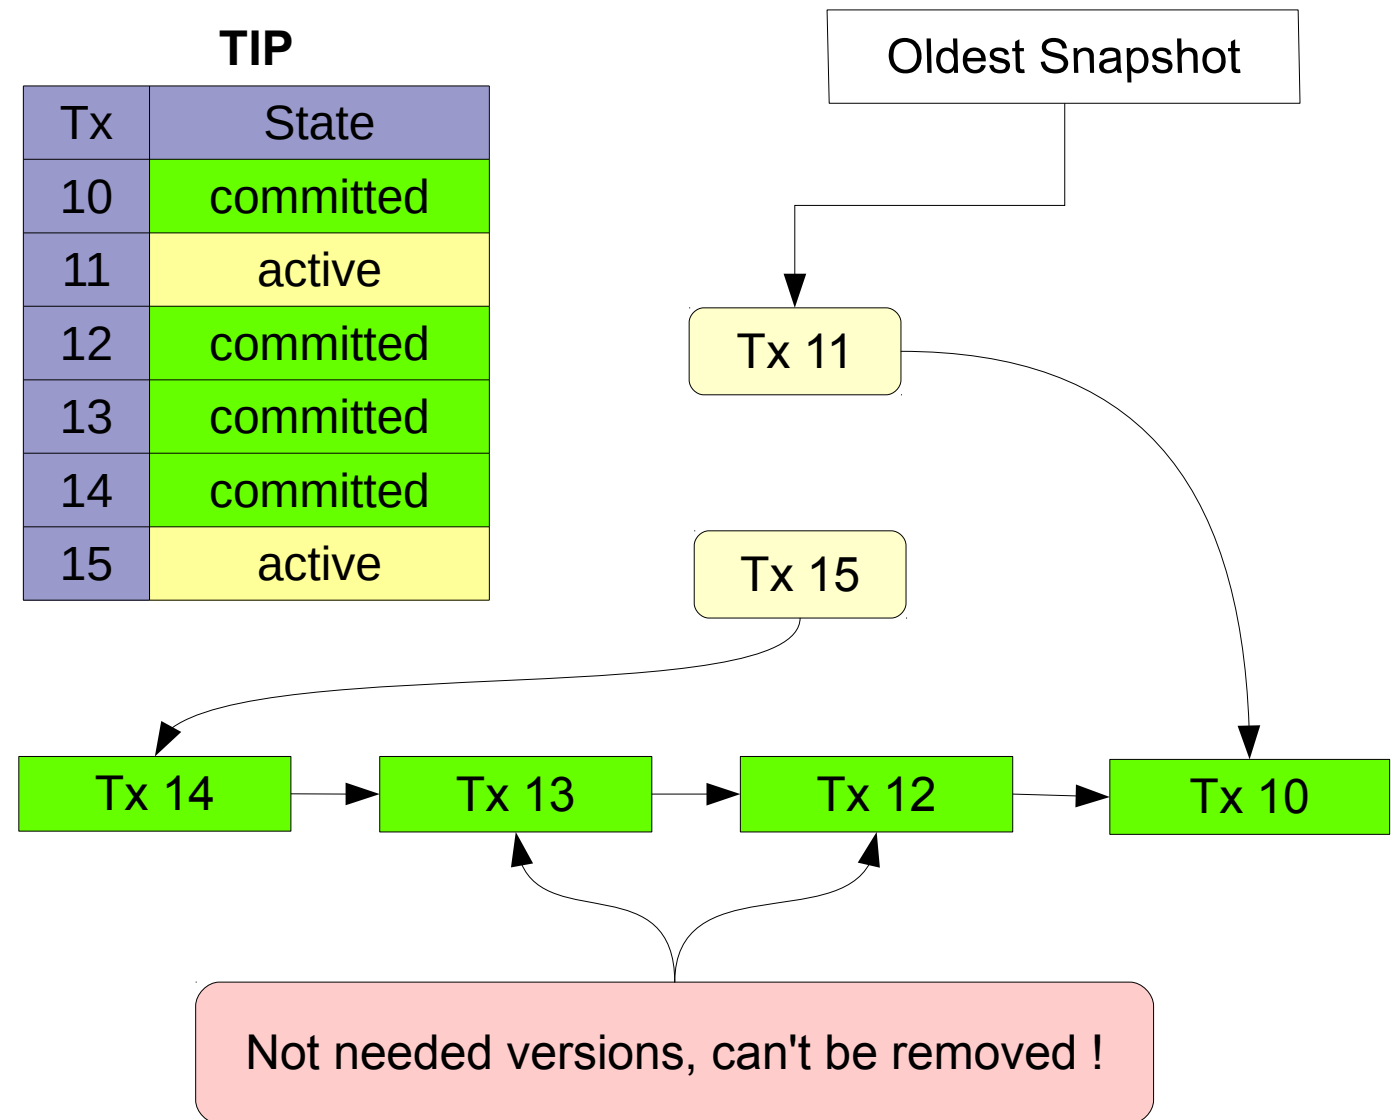 TIP
Oldest Snapshot
Tx State
10 committed
11 active
12 committed
13 committed
14 committed
15 active
Tx 11
Tx 15
Tx 14 Tx 13 Tx 12 Tx 10
Not needed versions, can't be removed !